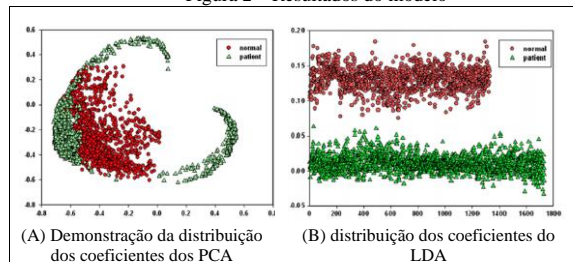 Figura 2 – Resultados do modelo
normal
patient
0.6
0.4
0.2
0.0
-0.2
-0.4
-0.6
-0.8
-0.8 -0.6 -0.4 -0.2 0.0 0.2 0.4 0.6
normal
patient
0.20
0.15
0.10
0.05
0.00
-0.05
0 200 400 600 800 1000 1200 1400 1600 1800
(A) Demonstração da distribuição
dos coeficientes dos PCA
(B) distribuição dos coeficientes do
LDA